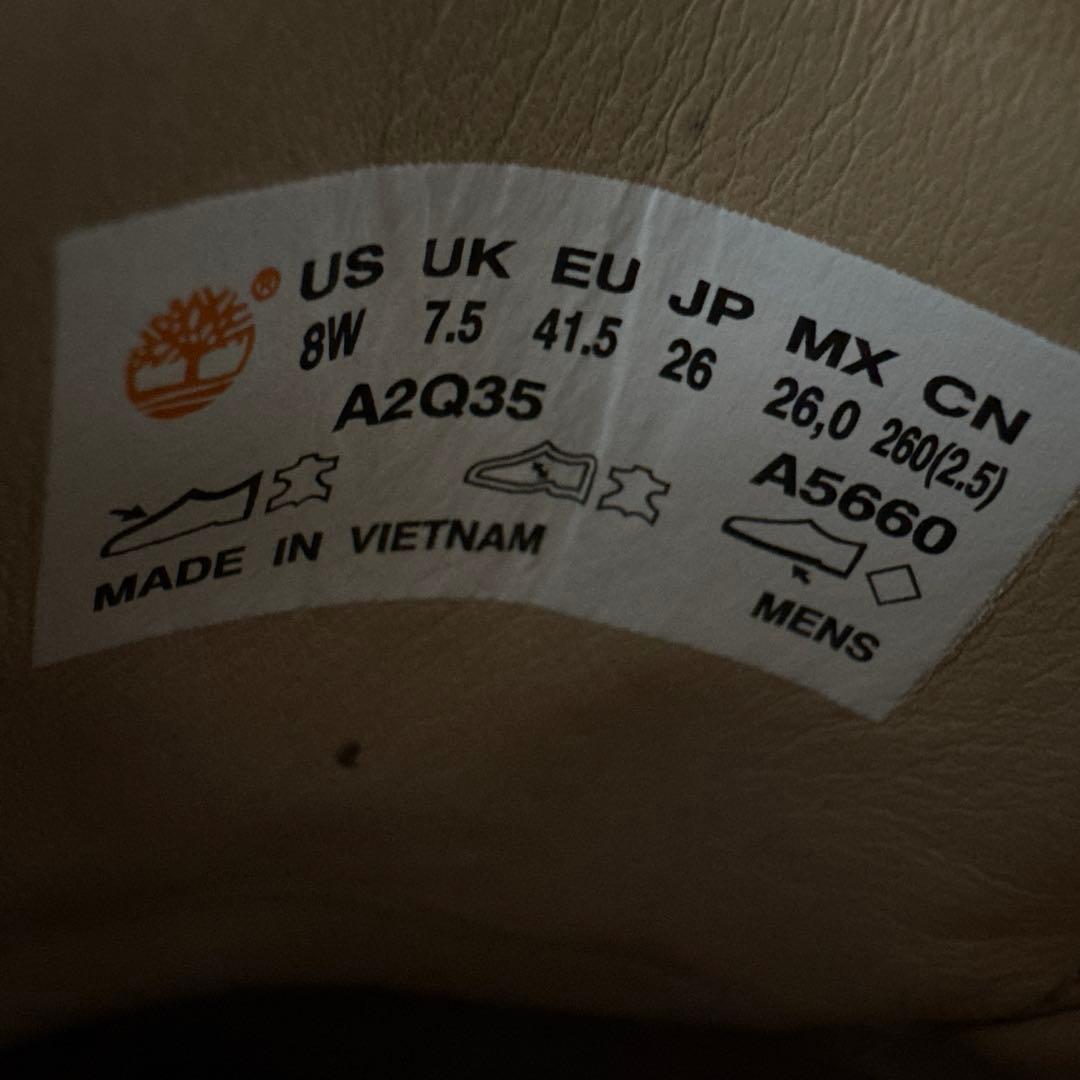 ® US UK EU JP MX CN
8W 7.5 41.5 26 26,0 260(2.5)
A2Q35 A5660
MADE IN VIETNAM MENS